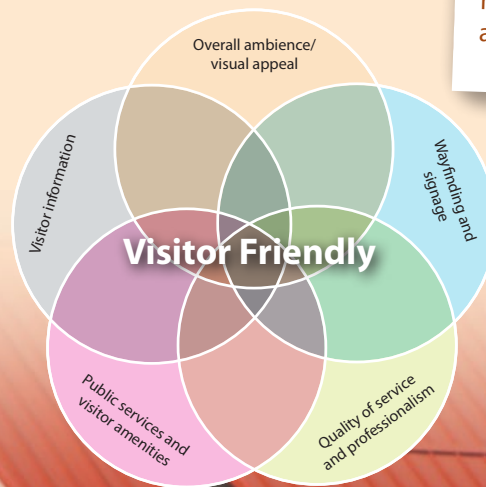 Overall ambience/
visual appeal
Visitor information
Wayfinding and
signage
Visitor Friendly
Public services and
visitor amenities
Quality of service
and professionalism